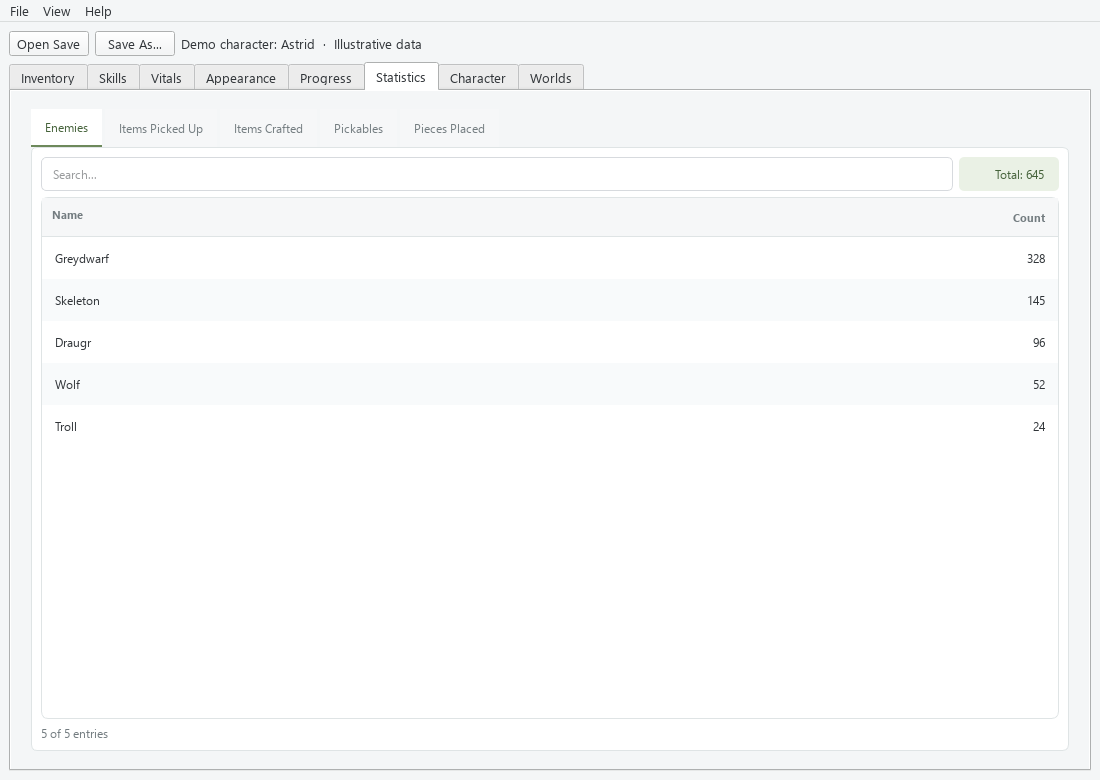 File View Help
Open Save Save As... Demo character: Astrid · Illustrative data
Inventory Skills Vitals Appearance Progress Statistics Character Worlds
Enemies Items Picked Up Items Crafted Pickables Pieces Placed
Search... Total: 645
Name Count
Greydwarf 328
Skeleton 145
Draugr 96
Wolf 52
Troll 24
5 of 5 entries